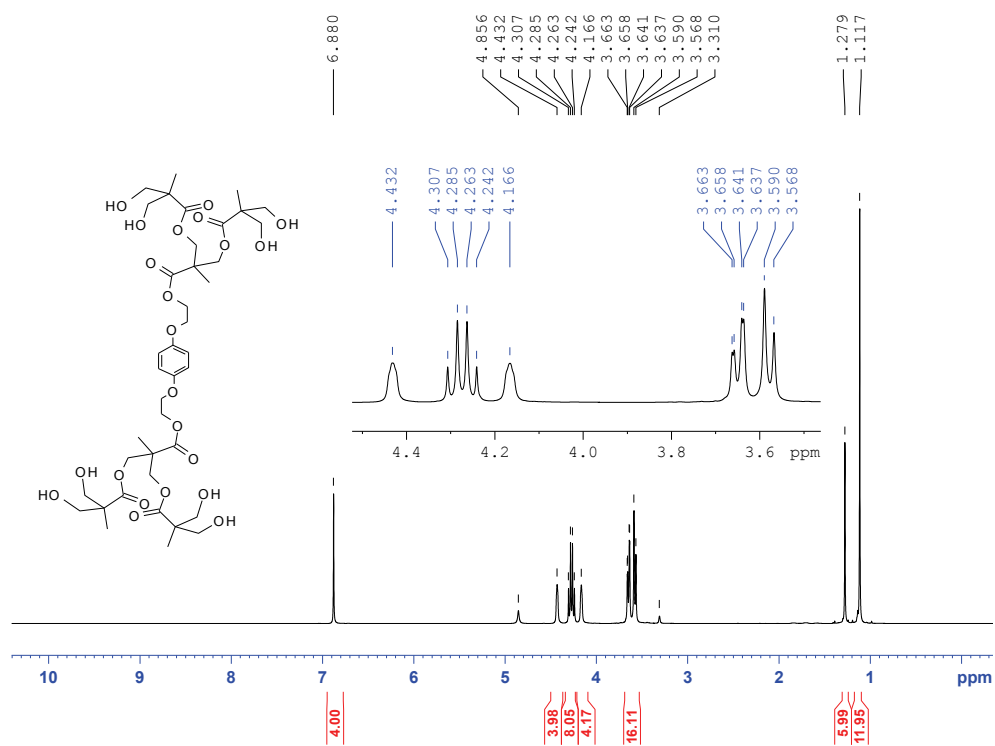 6.880
4.856
4.432
4.307
4.285
4.263
4.242
4.166
3.663
3.658
3.641
3.637
3.590
3.568
3.310
1.279
1.117
4.432
4.307
4.285
4.263
4.242
4.166
3.663
3.658
3.641
3.637
3.590
3.568
HO
O
OH
HO
O
O
O
OH
O
O
O
O
O
O
O
OH
O
O
OH
HO
O
O
OH
4.4 4.2 4.0 3.8 3.6 ppm
10 9 8 7 6 5 4 3 2 1 ppm
4.00
3.98
8.05
4.17
16.11
5.99
11.95